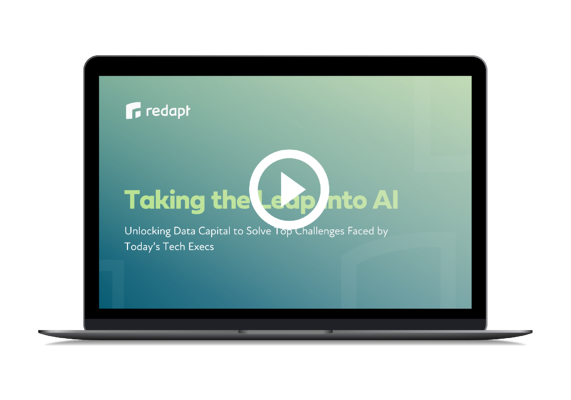 redapt
Taking the Leap into AI
Unlocking Data Capital to Solve Top Challenges Faced by
Today's Tech Execs